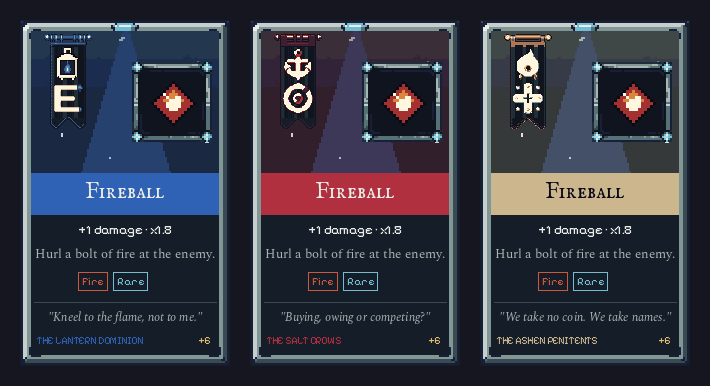 E
Fireball
+1 damage · x1.8
Hurl a bolt of fire at the enemy.
Fire Rare
"Kneel to the flame, not to me."
THE LANTERN DOMINION +6
Fireball
+1 damage · x1.8
Hurl a bolt of fire at the enemy.
Fire Rare
"Buying, owing or competing?"
THE SALT CROWS +6
Fireball
+1 damage · x1.8
Hurl a bolt of fire at the enemy.
Fire Rare
"We take no coin. We take names."
THE ASHEN PENITENTS +6